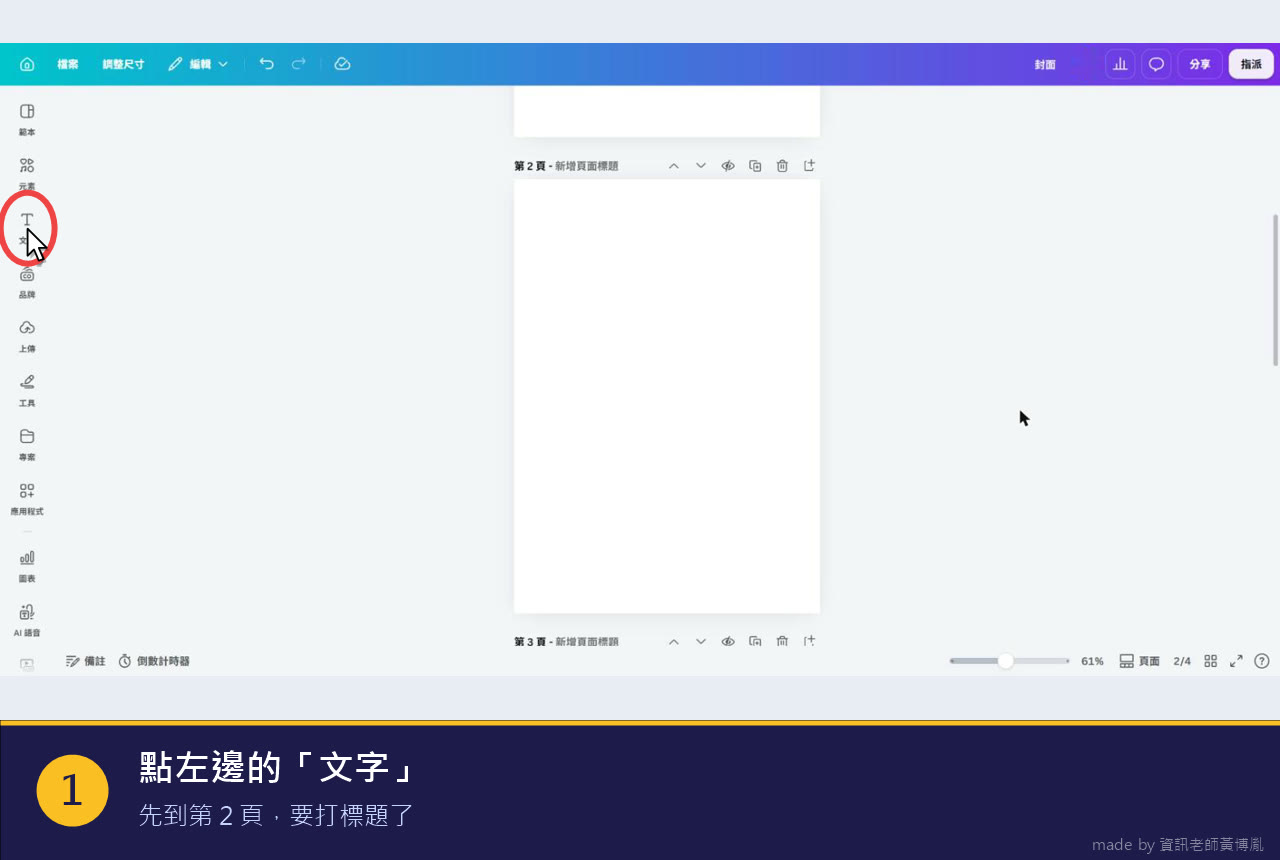 檔案 調整尺寸 編輯 封面 分享 指派
範本
元素
文
品牌
上傳
工具
專案
應用程式
圖表
AI 語音
第 2 頁 - 新增頁面標題
第 3 頁 - 新增頁面標題
備註 倒數計時器 61% 頁面 2/4
1
點左邊的「文字」
先到第 2 頁，要打標題了
made by 資訊老師黃博胤